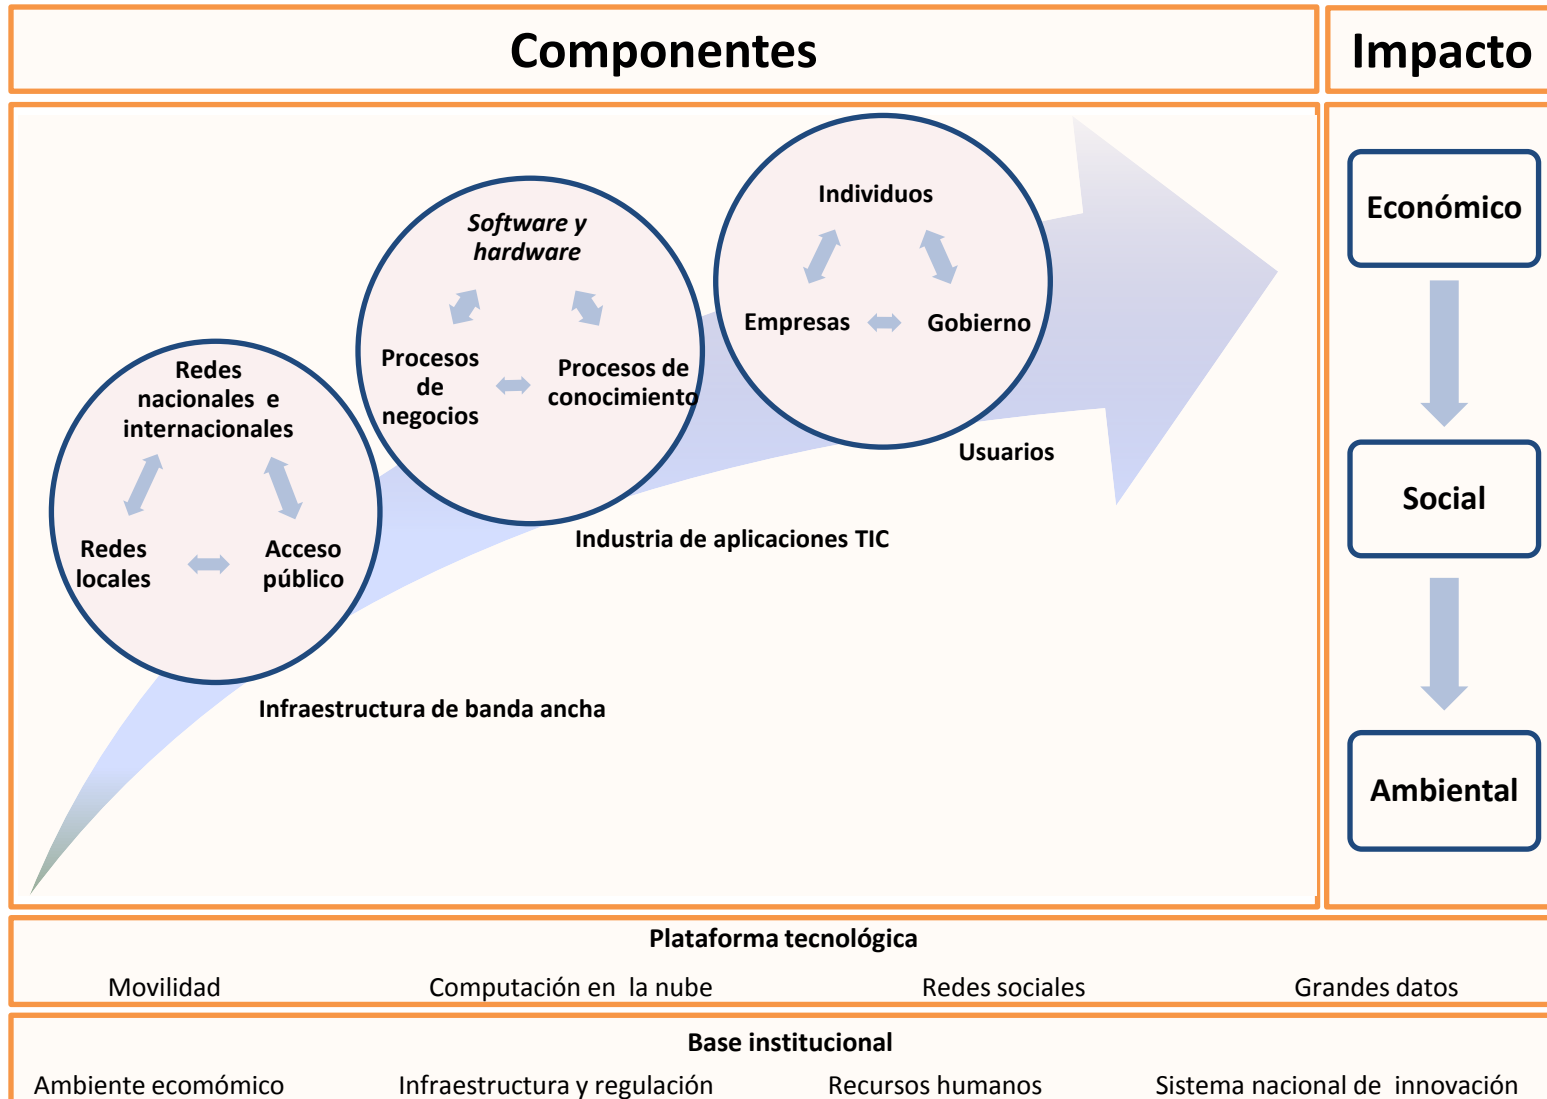 Componentes
Impacto
Individuos
Empresas
Gobierno
Usuarios
Software y
hardware
Procesos
de
negocios
Procesos de
conocimiento
Industria de aplicaciones TIC
Redes
nacionales e
internacionales
Redes
locales
Acceso
público
Infraestructura de banda ancha
Económico
Social
Ambiental
Plataforma tecnológica
Movilidad
Computación en la nube
Redes sociales
Grandes datos
Base institucional
Ambiente ecomómico
Infraestructura y regulación
Recursos humanos
Sistema nacional de innovación